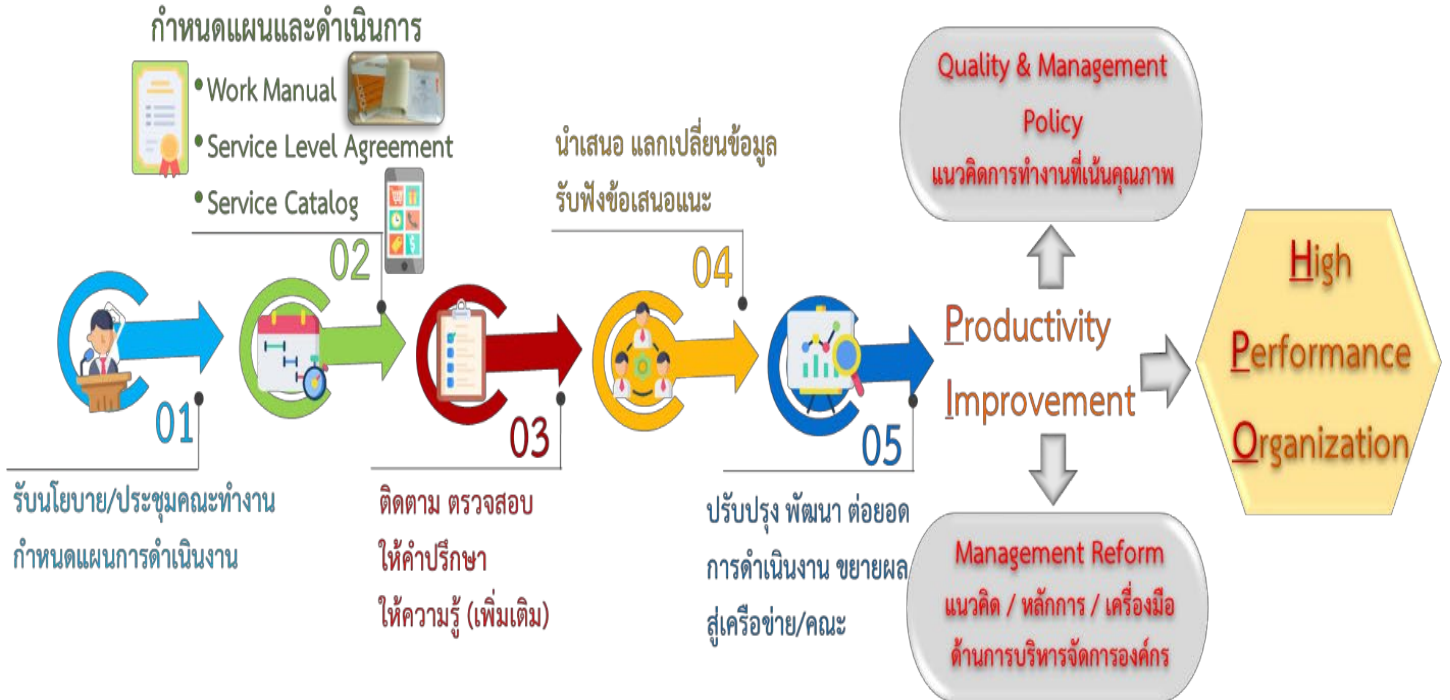 กำหนดแผนและดำเนินการ
•Work Manual
•Service Level Agreement
•Service Catalog
01
รับนโยบาย/ประชุมคณะทำงาน
กำหนดแผนการดำเนินงาน
02
03
ติดตาม ตรวจสอบ
ให้คำปรึกษา
ให้ความรู้ (เพิ่มเติม)
นำเสนอ แลกเปลี่ยนข้อมูล
รับฟังข้อเสนอแนะ
04
05
ปรับปรุง พัฒนา ต่อยอด
การดำเนินงาน ขยายผล
สู่เครือข่าย/คณะ
Quality & Management
Policy
แนวคิดการทำงานที่เน้นคุณภาพ
Productivity
Improvement
Management Reform
แนวคิด / หลักการ / เครื่องมือ
ด้านการบริหารจัดการองค์กร
High
Performance
Organization